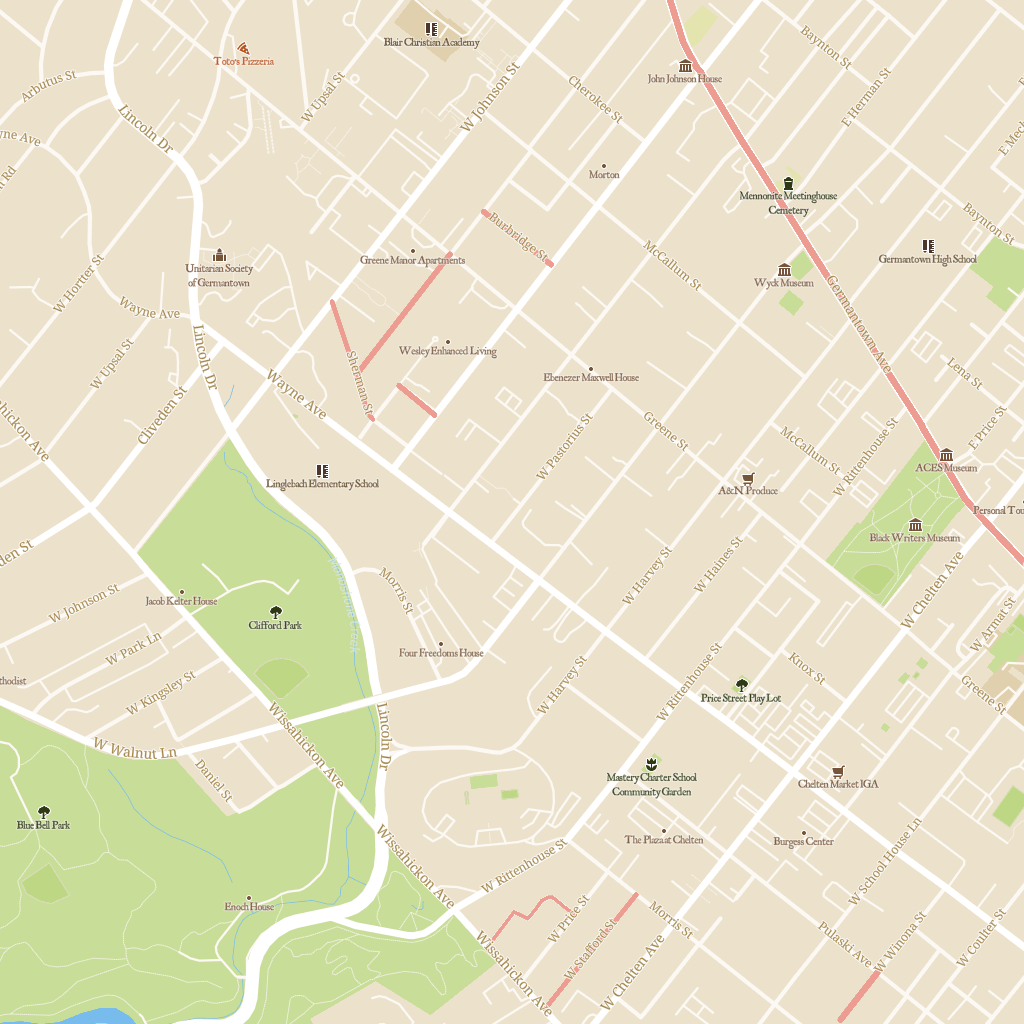 Blair Christian Academy
Toto's Pizzeria
Arbutus St
W Upsal St
W Johnson St
Cherokee St
John Johnson House
Baynton St
E Herman St
Lincoln Dr
Morton
Mennonite Meetinghouse
Cemetery
Baynton St
Burbridge St
Greene Manor Apartments
Unitarian Society
of Germantown
W Horter St
McCallum St
Wyck Museum
Germantown High School
Germantown Ave
Wayne Ave
Lincoln Dr
W Upsal St
Sherman St
Wesley Enhanced Living
Ebenezer Maxwell House
Lena St
Cliveden St
Wayne Ave
W Pastorius St
Greene St
McCallum St
W Rittenhouse St
E Price St
ACES Museum
Linglebach Elementary School
A&N Produce
Black Writers Museum
W Chelten Ave
W Harvey St
W Haines St
W Johnson St
Jacob Kelter House
Clifford Park
Morris St
W Armat St
W Park Ln
Four Freedoms House
W Kingsley St
W Harvey St
W Rittenhouse St
Knox St
Price Street Play Lot
Greene St
W Walnut Ln
Wissahickon Ave
Lincoln Dr
Daniel St
Mastery Charter School
Community Garden
Chelten Market IGA
Blue Bell Park
The Plaza at Chelten
Burgess Center
W School House Ln
Wissahickon Ave
W Rittenhouse St
Enoch House
W Price St
Morris St
W Stafford St
W Chelten Ave
Wissahickon Ave
Pulaski Ave
W Winona St
W Coulter St